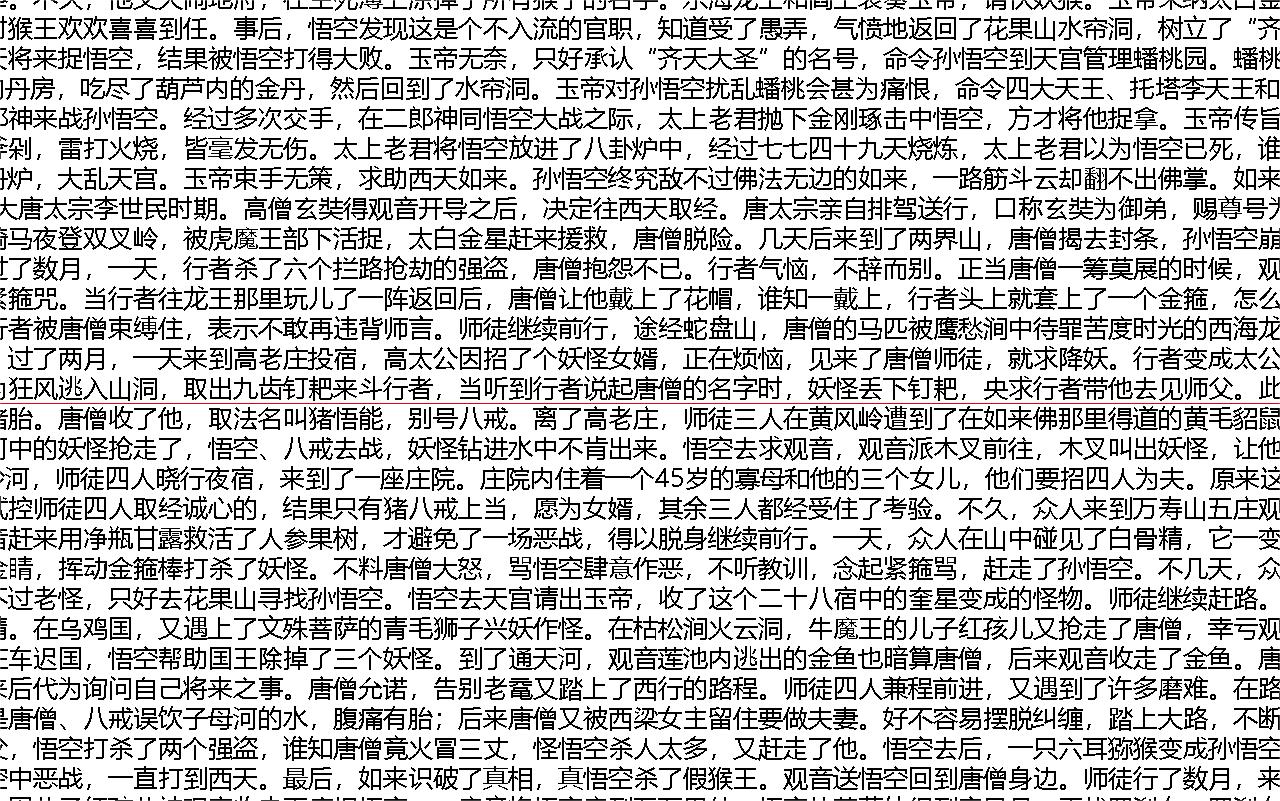 猴王欢欢喜喜到任。事后，悟空发现这是个不入流的官职，知道受了愚弄，气愤地返回了花果山水帘洞，树立了“齐
将来捉悟空，结果被悟空打得大败。玉帝无奈，只好承认“齐天大圣”的名号，命令孙悟空到天宫管理蟠桃园。蟠桃
丹房，吃尽了葫芦内的金丹，然后回到了水帘洞。玉帝对孙悟空扰乱蟠桃会甚为痛恨，命令四大天王、托塔李天王和
神来战孙悟空。经过多次交手，在二郎神同悟空大战之际，太上老君抛下金刚琢击中悟空，方才将他捉拿。玉帝传旨
剁，雷打火烧，皆毫发无伤。太上老君将悟空放进了八卦炉中，经过七七四十九天烧炼，太上老君以为悟空已死，谁
炉，大乱天宫。玉帝束手无策，求助西天如来。孙悟空终究敌不过佛法无边的如来，一路筋斗云却翻不出佛掌。如来
大唐太宗李世民时期。高僧玄奘得观音开导之后，决定往西天取经。唐太宗亲自排驾送行，口称玄奘为御弟，赐尊号为
马夜登双叉岭，被虎魔王部下活捉，太白金星赶来援救，唐僧脱险。几天后来到了两界山，唐僧揭去封条，孙悟空崩
过了数月，一天，行者杀了六个拦路抢劫的强盗，唐僧抱怨不已。行者气恼，不辞而别。正当唐僧一筹莫展的时候，观
紧箍咒。当行者往龙王那里玩儿了一阵返回后，唐僧让他戴上了花帽，谁知一戴上，行者头上就套上了一个金箍，怎么
行者被唐僧束缚住，表示不敢再违背师言。师徒继续前行，途经蛇盘山，唐僧的马匹被鹰愁涧中待罪苦度时光的西海龙
过了两月，一天来到高老庄投宿，高太公因招了个妖怪女婿，正在烦恼，见来了唐僧师徒，就求降妖。行者变成太公
狂风逃入山洞，取出九齿钉耙来斗行者，当听到行者说起唐僧的名字时，妖怪丢下钉耙，央求行者带他去见师父。此
猪胎。唐僧收了他，取法名叫猪悟能，别号八戒。离了高老庄，师徒三人在黄风岭遭到了在如来佛那里得道的黄毛貂鼠
河中的妖怪抢走了，悟空、八戒去战，妖怪钻进水中不肯出来。悟空去求观音，观音派木叉前往，木叉叫出妖怪，让他
河，师徒四人晓行夜宿，来到了一座庄院。庄院内住着一个45岁的寡母和他的三个女儿，他们要招四人为夫。原来这
控师徒四人取经诚心的，结果只有猪八戒上当，愿为女婿，其余三人都经受住了考验。不久，众人来到万寿山五庄观
赶来用净瓶甘露救活了人参果树，才避免了一场恶战，得以脱身继续前行。一天，众人在山中碰见了白骨精，它一变
金睛，挥动金箍棒打杀了妖怪。不料唐僧大怒，骂悟空肆意作恶，不听教训，念起紧箍骂，赶走了孙悟空。不几天，众
不过老怪，只好去花果山寻找孙悟空。悟空去天宫请出玉帝，收了这个二十八宿中的奎星变成的怪物。师徒继续赶路。
。在乌鸡国，又遇上了文殊菩萨的青毛狮子兴妖作怪。在枯松涧火云洞，牛魔王的儿子红孩儿又抢走了唐僧，幸亏观
车迟国，悟空帮助国王除掉了三个妖怪。到了通天河，观音莲池内逃出的金鱼也暗算唐僧，后来观音收走了金鱼。唐
来后代为询问自己将来之事。唐僧允诺，告别老鼋又踏上了西行的路程。师徒四人兼程前进，又遇到了许多磨难。在路
是唐僧、八戒误饮子母河的水，腹痛有胎；后来唐僧又被西梁女主留住要做夫妻。好不容易摆脱纠缠，踏上大路，不断
，悟空打杀了两个强盗，谁知唐僧竟火冒三丈，怪悟空杀人太多，又赶走了他。悟空去后，一只六耳猕猴变成孙悟空
空中恶战，一直打到西天。最后，如来识破了真相，真悟空杀了假猴王。观音送悟空回到唐僧身边。师徒行了数月，来